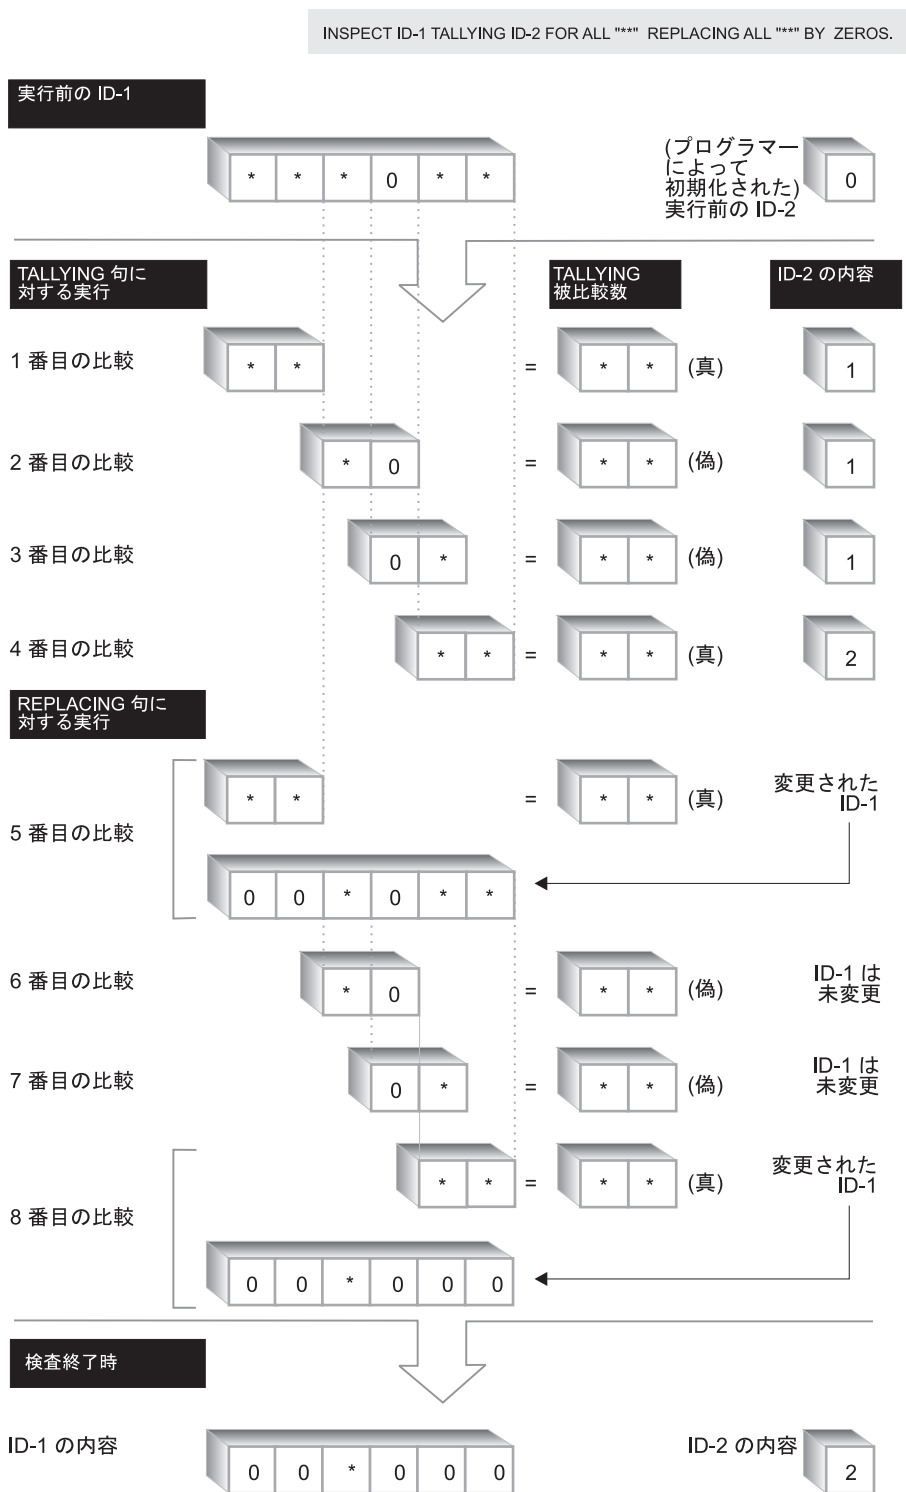 INSPECT ID-1 TALLYING ID-2 FOR ALL "**" REPLACING ALL "**" BY ZEROS.
実行前の ID-1
* * * 0 * *
(プログラマー
によって
初期化された)
実行前の ID-2
0
TALLYING 句に
対する実行
TALLYING
被比較数
ID-2 の内容
1 番目の比較
* * = * * (真) 1
2 番目の比較
* 0 = * * (偽) 1
3 番目の比較
0 * = * * (偽) 1
4 番目の比較
* * = * * (真) 2
REPLACING 句に
対する実行
* * = * * (真)
変更された
ID-1
5 番目の比較
0 0 * 0 * *
6 番目の比較
* 0 = * * (偽)
ID-1 は
未変更
7 番目の比較
0 * = * * (偽)
ID-1 は
未変更
* * = * * (真)
変更された
ID-1
8 番目の比較
0 0 * 0 0 0
検査終了時
ID-1 の内容
0 0 * 0 0 0
ID-2 の内容
2